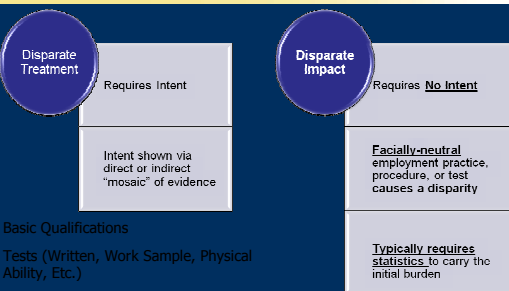 Disparate
Treatment
Requires Intent
Intent shown via
direct or indirect
"mosaic" of evidence
Disparate
Impact
Requires No Intent
Facially-neutral
employment practice,
procedure, or test
causes a disparity
Typically requires
statistics to carry the
initial burden
Basic Qualifications
Tests (Written, Work Sample, Physical
Ability, Etc.)